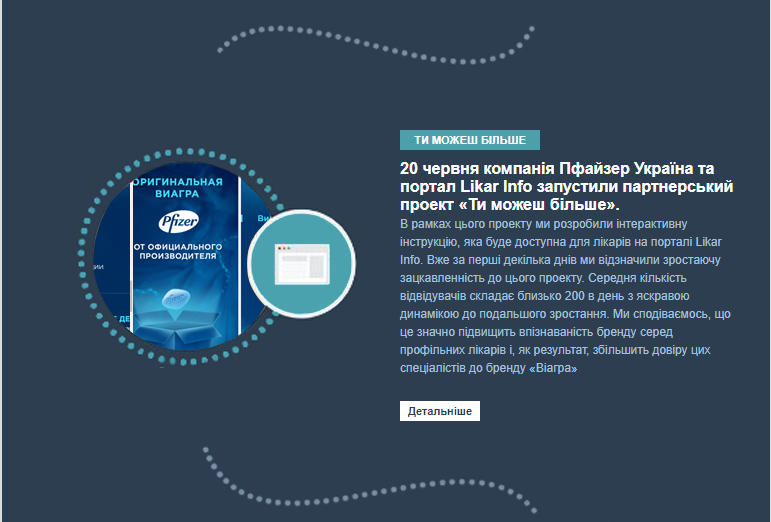 ТИ МОЖЕШ БІЛЬШЕ
20 червня компанія Пфайзер Україна та
портал Likar Info запустили партнерський
проект «Ти можеш більше».
В рамках цього проекту ми розробили інтерактивну
інструкцію, яка буде доступна для лікарів на порталі Likar
Info. Вже за перші декілька днів ми відзначили зростаючу
зацкавленність до цього проекту. Середня кількість
відвідувачів складає близько 200 в день з яскравою
динамікою до подальшого зростання. Ми сподіваємось, що
це значно підвищить впізнаваність бренду серед
профільних лікарів і, як результат, збільшить довіру цих
спеціалістів до бренду «Віагра»
Детальніше
ОРИГИНАЛЬНАЯ
ВИАГРА
Pfizer
ОТ ОФИЦИАЛЬНОГО
ПРОИЗВОДИТЕЛЯ